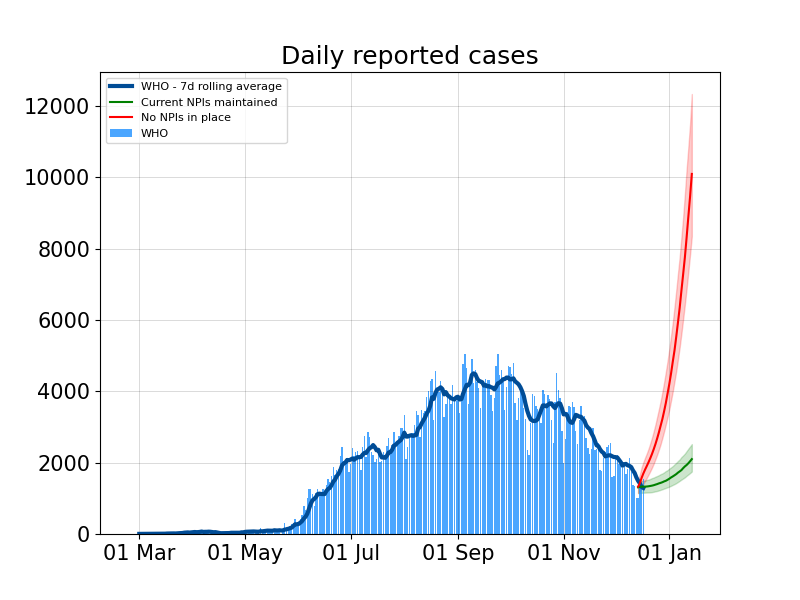 Daily reported cases
WHO - 7d rolling average
Current NPIs maintained
No NPIs in place
WHO
12000
10000
8000
6000
4000
2000
0
01 Mar 01 May 01 Jul 01 Sep 01 Nov 01 Jan